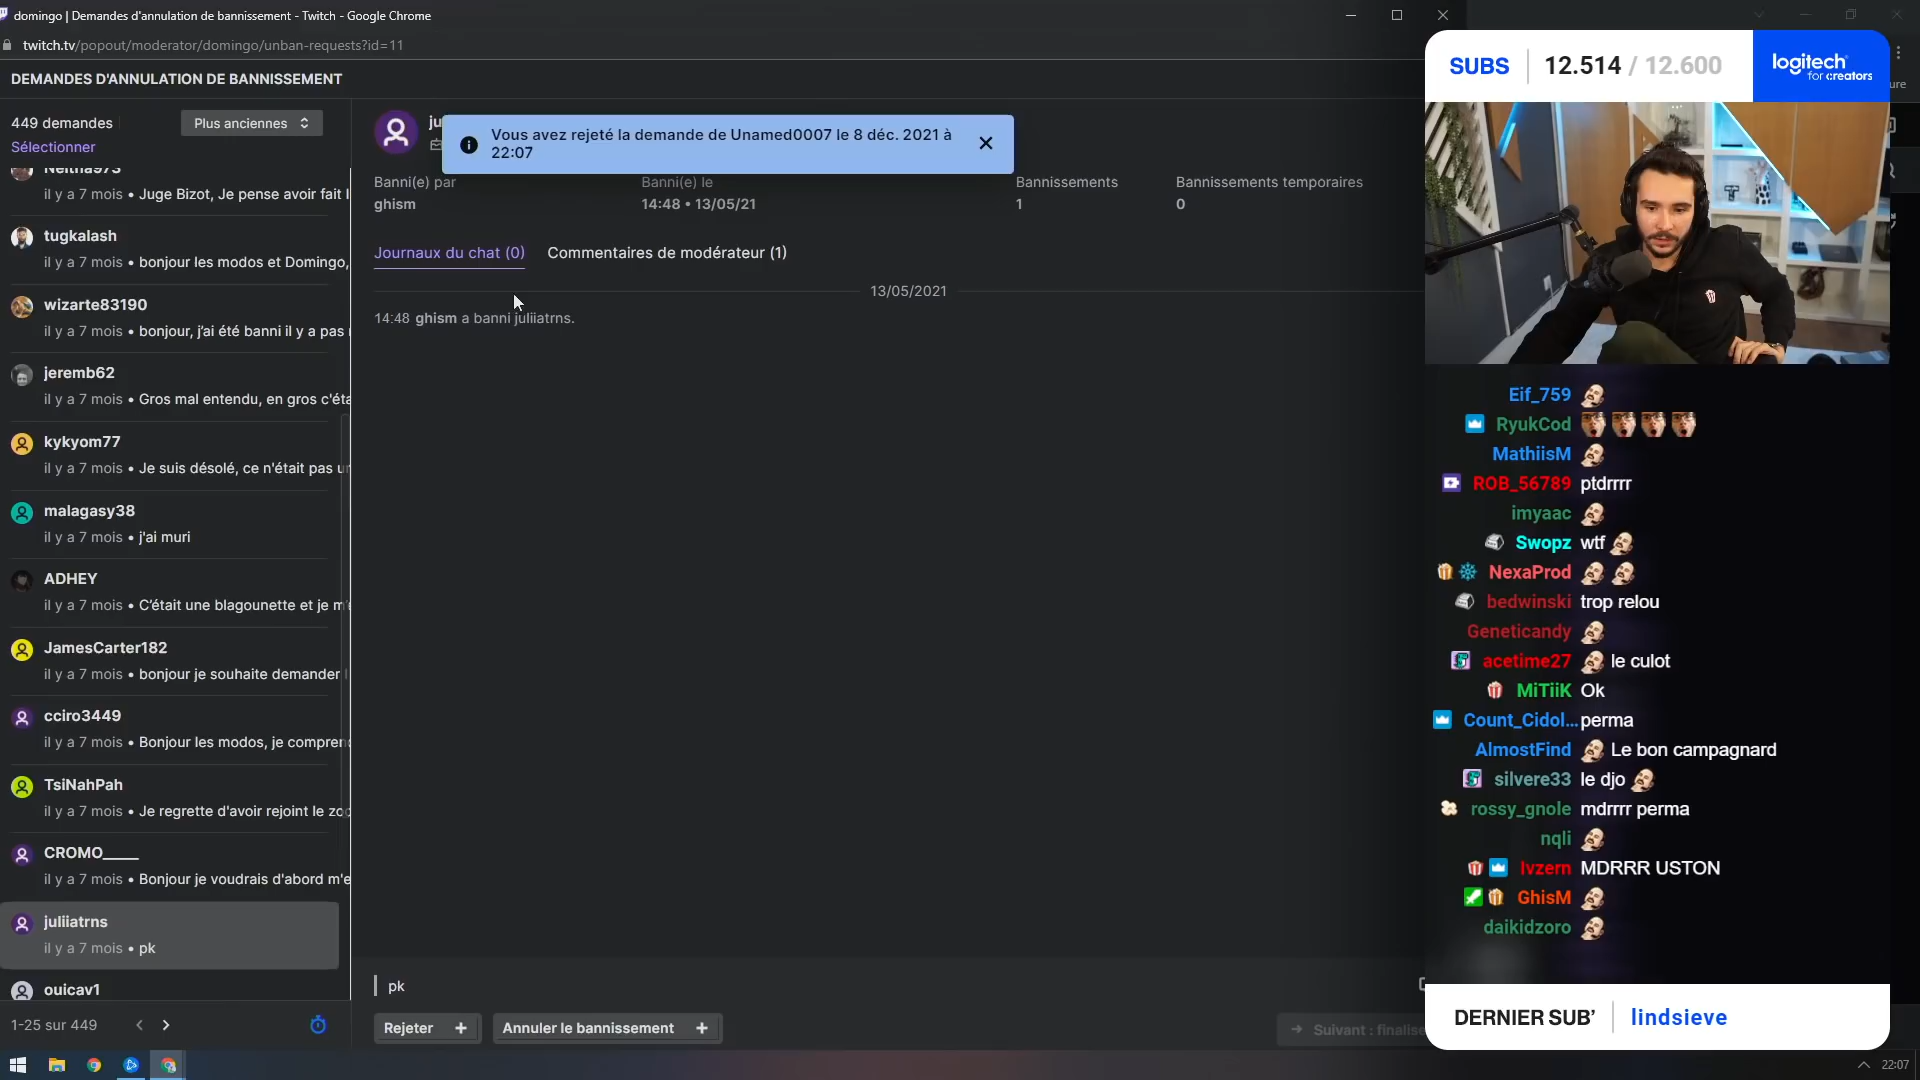 domingo | Demandes d'annulation de bannissement - Twitch - Google Chrome
twitch.tv/popout/moderator/domingo/unban-requests?id=11
DEMANDES D'ANNULATION DE BANNISSEMENT
449 demandes
Plus anciennes
Sélectionner
il y a 7 mois • Juge Bizot, Je pense avoir fait l
tugkalash
il y a 7 mois • bonjour les modos et Domingo,
wizarte83190
il y a 7 mois • bonjour, j'ai été banni il y a pas
jeremb62
il y a 7 mois • Gros mal entendu, en gros c'éta
kykyom77
il y a 7 mois • Je suis désolé, ce n'était pas un
malagasy38
il y a 7 mois • j'ai muri
ADHEY
il y a 7 mois • C'était une blagounette et je m'e
JamesCarter182
il y a 7 mois • bonjour je souhaite demander
cciro3449
il y a 7 mois • Bonjour les modos, je compren
TsiNahPah
il y a 7 mois • Je regrette d'avoir rejoint le zo
CROMO_____
il y a 7 mois • Bonjour je voudrais d'abord m'e
juliiatrns
il y a 7 mois • pk
ouicav1
1-25 sur 449
ju
Vous avez rejeté la demande de Unamed0007 le 8 déc. 2021 à
22:07
Banni(e) par
ghism
Banni(e) le
14:48 • 13/05/21
Bannissements
1
Bannissements temporaires
0
Journaux du chat (0)
Commentaires de modérateur (1)
13/05/2021
14:48 ghism a banni juliiatrns.
pk
Rejeter +
Annuler le bannissement +
Suivant : finalise
SUBS 12.514 / 12.600
logitech
for creators
Eif_759
RyukCod
MathiisM
ROB_56789 ptdrrrr
imyaac
Swopz wtf
NexaProd
bedwinski trop relou
Geneticandy
acetime27 le culot
MiTiiK Ok
Count_Cidol... perma
AlmostFind Le bon campagnard
silvere33 le djo
rossy_gnole mdrrrr perma
nqli
Ivzern MDRRR USTON
GhisM
daikidzoro
DERNIER SUB' lindsieve
22:07